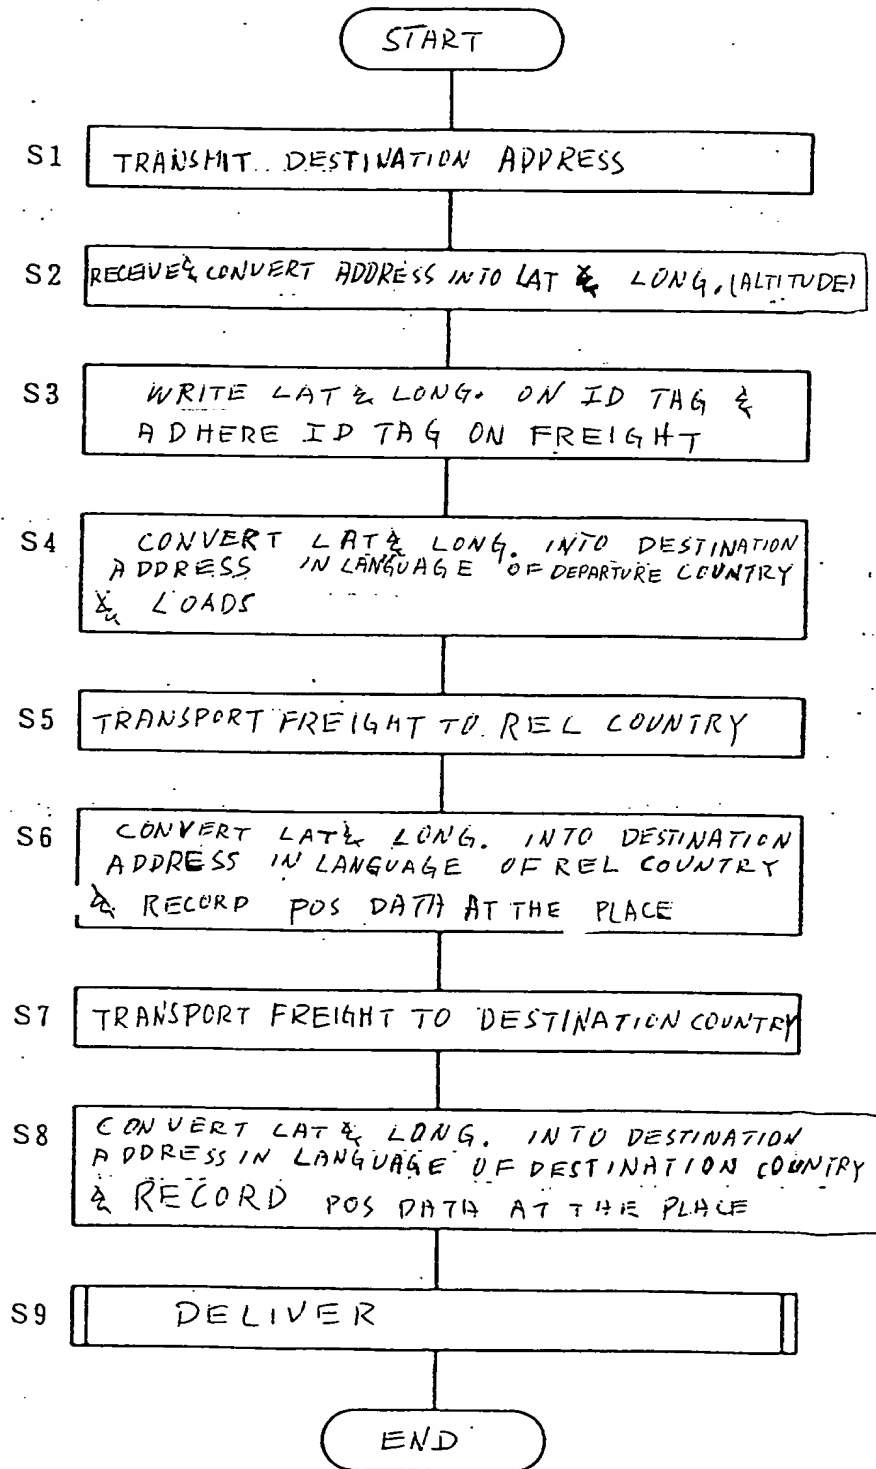 START
S1 TRANSMIT DESTINATION ADDRESS
S2 RECEIVE & CONVERT ADDRESS INTO LAT & LONG. (ALTITUDE)
S3 WRITE LAT & LONG. ON ID TAG &
ADHERE ID TAG ON FREIGHT
S4 CONVERT LAT & LONG. INTO DESTINATION
ADDRESS IN LANGUAGE OF DEPARTURE COUNTRY
& LOADS
S5 TRANSPORT FREIGHT TO REL COUNTRY
S6 CONVERT LAT & LONG. INTO DESTINATION
ADDRESS IN LANGUAGE OF REL COUNTRY
& RECORD POS DATA AT THE PLACE
S7 TRANSPORT FREIGHT TO DESTINATION COUNTRY
S8 CONVERT LAT & LONG. INTO DESTINATION
ADDRESS IN LANGUAGE OF DESTINATION COUNTRY
& RECORD POS DATA AT THE PLACE
S9 DELIVER
END